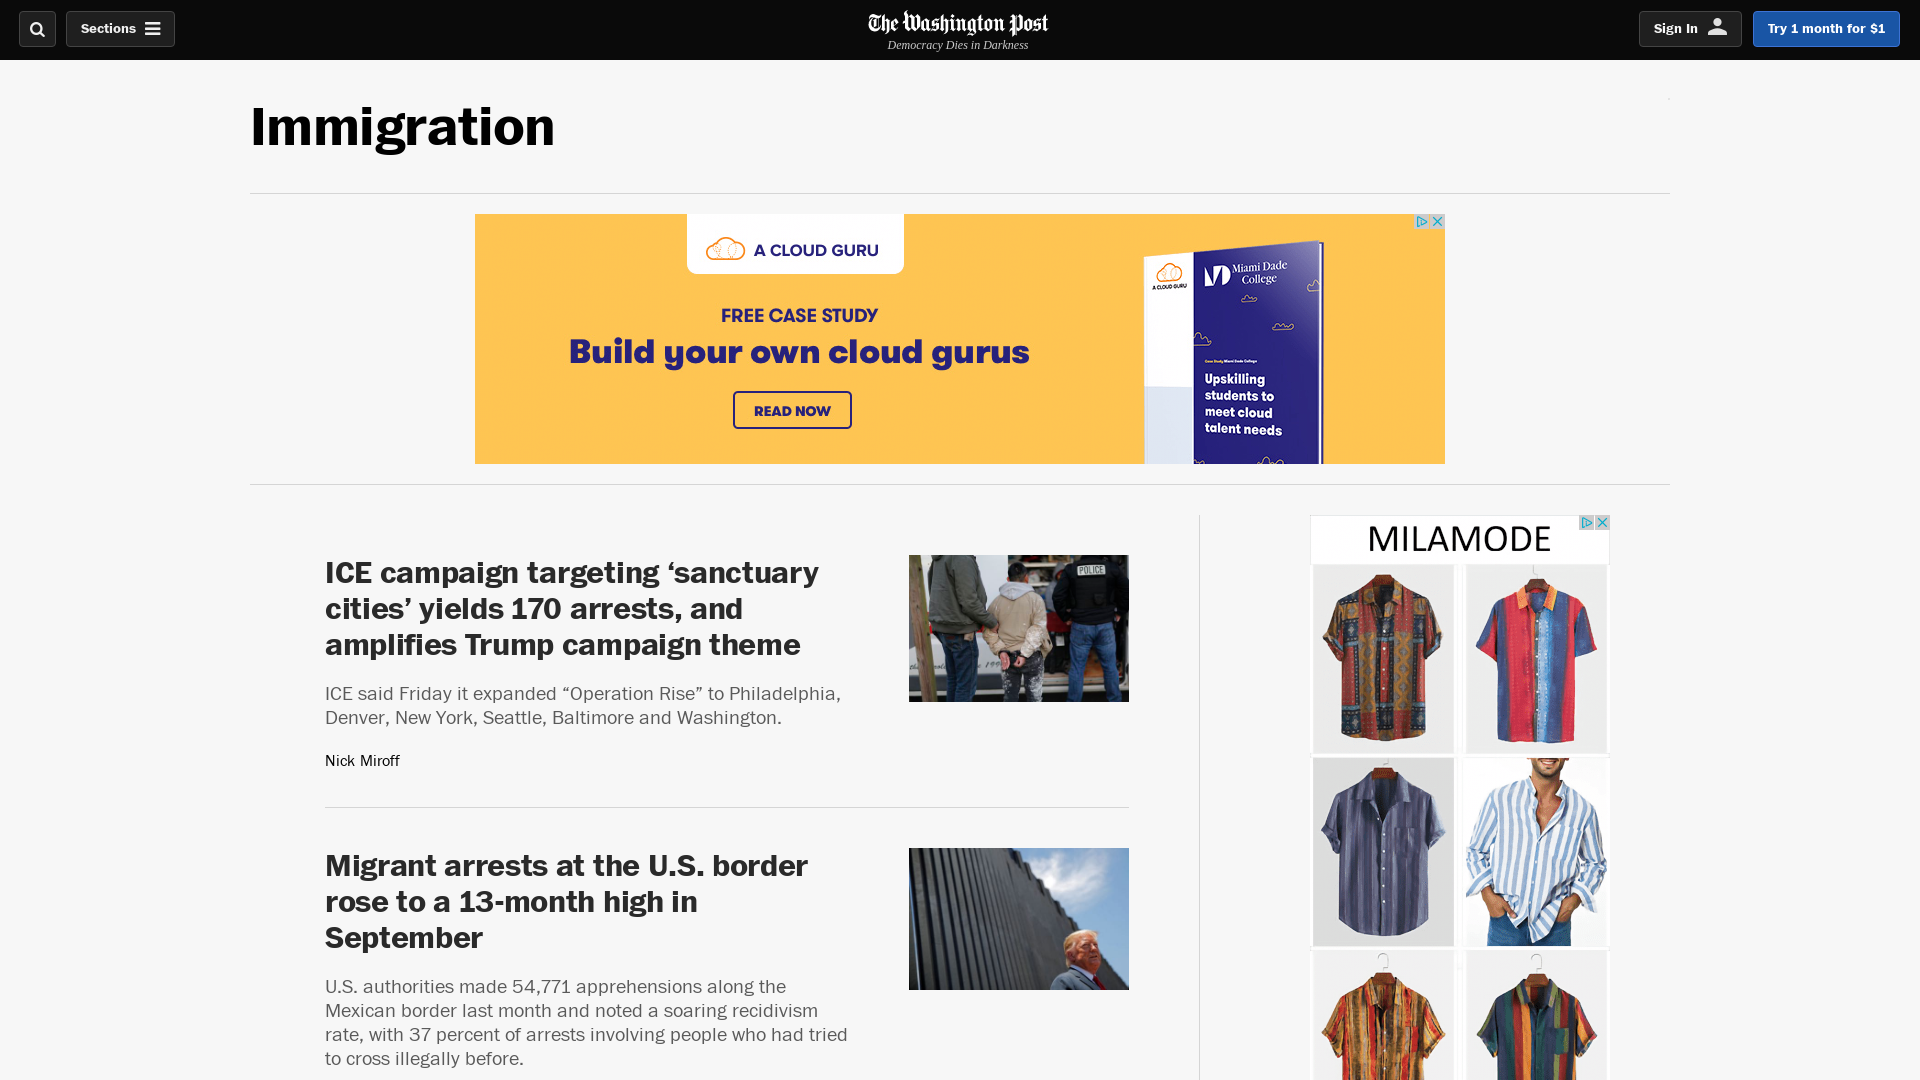 Sections
The Washington Post
Democracy Dies in Darkness
Sign In
Try 1 month for $1
Immigration
A CLOUD GURU
FREE CASE STUDY
Build your own cloud gurus
READ NOW
A CLOUD GURU
Miami Dade
College
Case Study Miami Dade College
Upskilling
students to
meet cloud
talent needs
ICE campaign targeting ‘sanctuary
cities’ yields 170 arrests, and
amplifies Trump campaign theme
ICE said Friday it expanded “Operation Rise” to Philadelphia,
Denver, New York, Seattle, Baltimore and Washington.
Nick Miroff
POLICE
MILAMODE
Migrant arrests at the U.S. border
rose to a 13-month high in
September
U.S. authorities made 54,771 apprehensions along the
Mexican border last month and noted a soaring recidivism
rate, with 37 percent of arrests involving people who had tried
to cross illegally before.